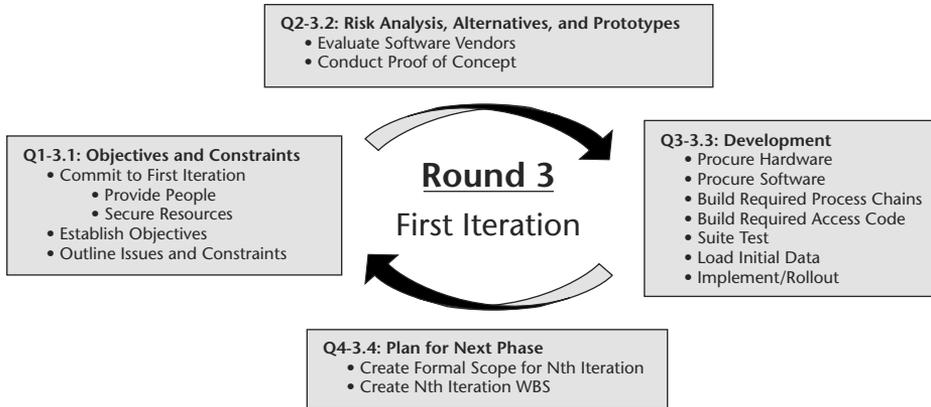 Q2-3.2: Risk Analysis, Alternatives, and Prototypes
• Evaluate Software Vendors
• Conduct Proof of Concept
Q1-3.1: Objectives and Constraints
• Commit to First Iteration
• Provide People
• Secure Resources
• Establish Objectives
• Outline Issues and Constraints
Round 3
First Iteration
Q3-3.3: Development
• Procure Hardware
• Procure Software
• Build Required Process Chains
• Build Required Access Code
• Suite Test
• Load Initial Data
• Implement/Rollout
Q4-3.4: Plan for Next Phase
• Create Formal Scope for Nth Iteration
• Create Nth Iteration WBS